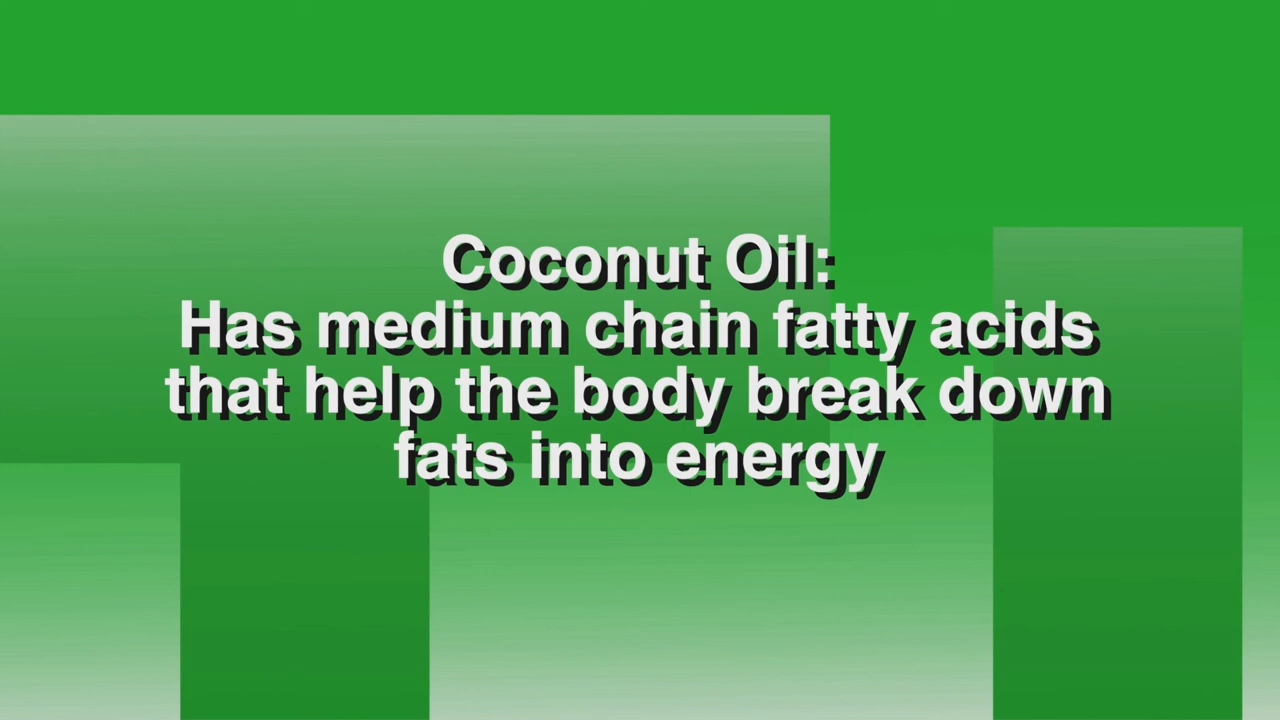 Coconut Oil:
Has medium chain fatty acids
that help the body break down
fats into energy